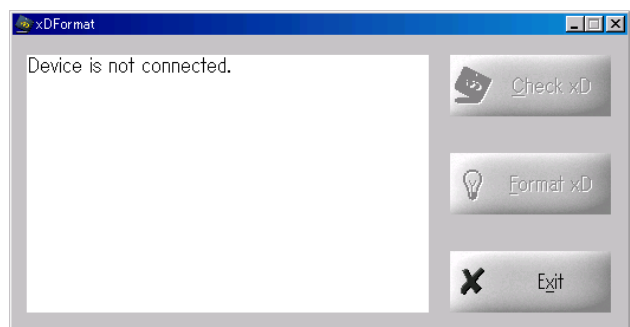 xDFormat
Device is not connected.
Check xD
Format xD
Exit